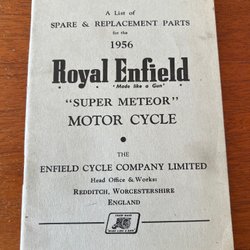 A List of
SPARE & REPLACEMENT PARTS
for the
1956
Royal Enfield
'Made like a Gun'
"SUPER METEOR"
MOTOR CYCLE
THE
ENFIELD CYCLE COMPANY LIMITED
Head Office & Works:
REDDITCH, WORCESTERSHIRE
ENGLAND